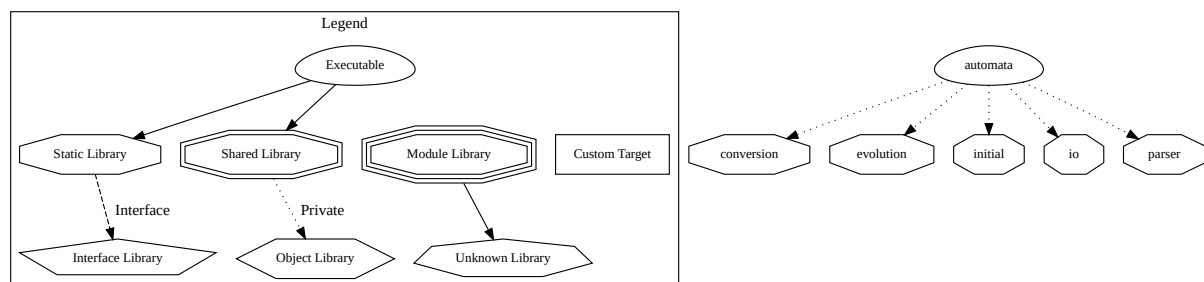 Legend
Executable
Static Library
Shared Library
Module Library
Custom Target
Interface
Private
Interface Library
Object Library
Unknown Library
automata
conversion
evolution
initial
io
parser